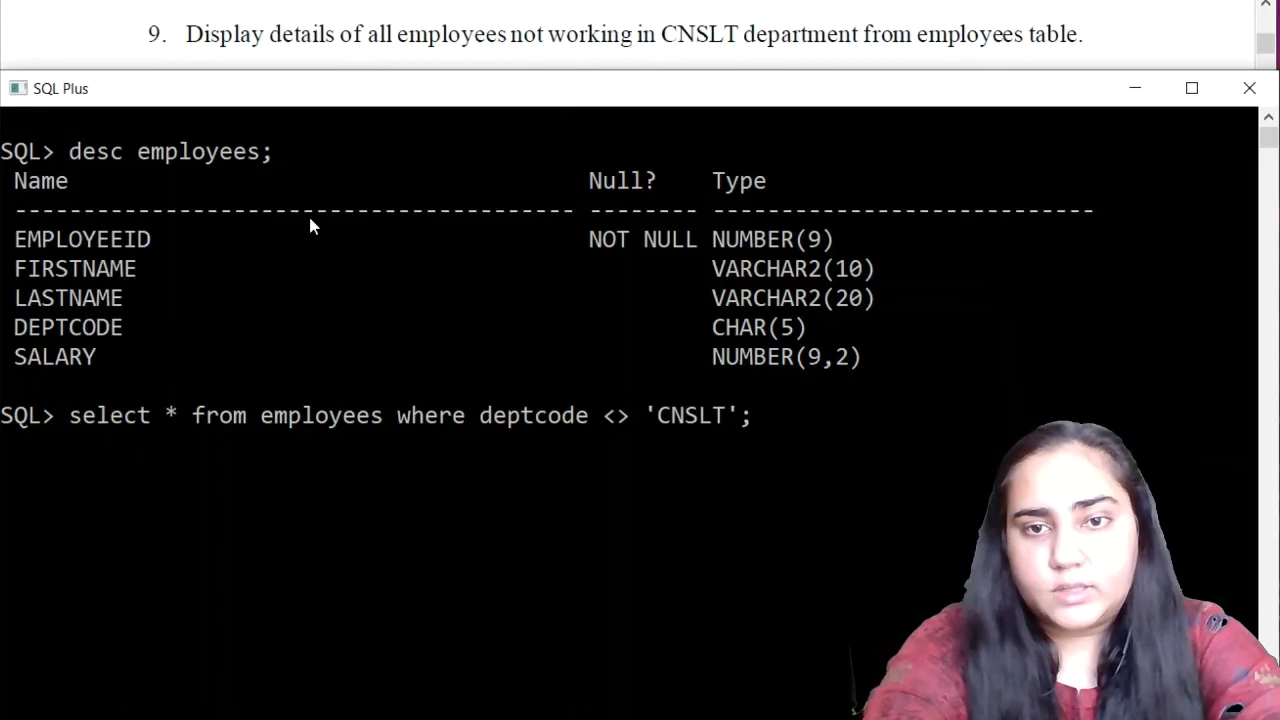 9. Display details of all employees not working in CNSLT department from employees table.
SQL Plus
SQL> desc employees;
Name Null? Type
----------------------------------------- -------- ----------------------------
EMPLOYEEID NOT NULL NUMBER(9)
FIRSTNAME VARCHAR2(10)
LASTNAME VARCHAR2(20)
DEPTCODE CHAR(5)
SALARY NUMBER(9,2)
SQL> select * from employees where deptcode <> 'CNSLT';